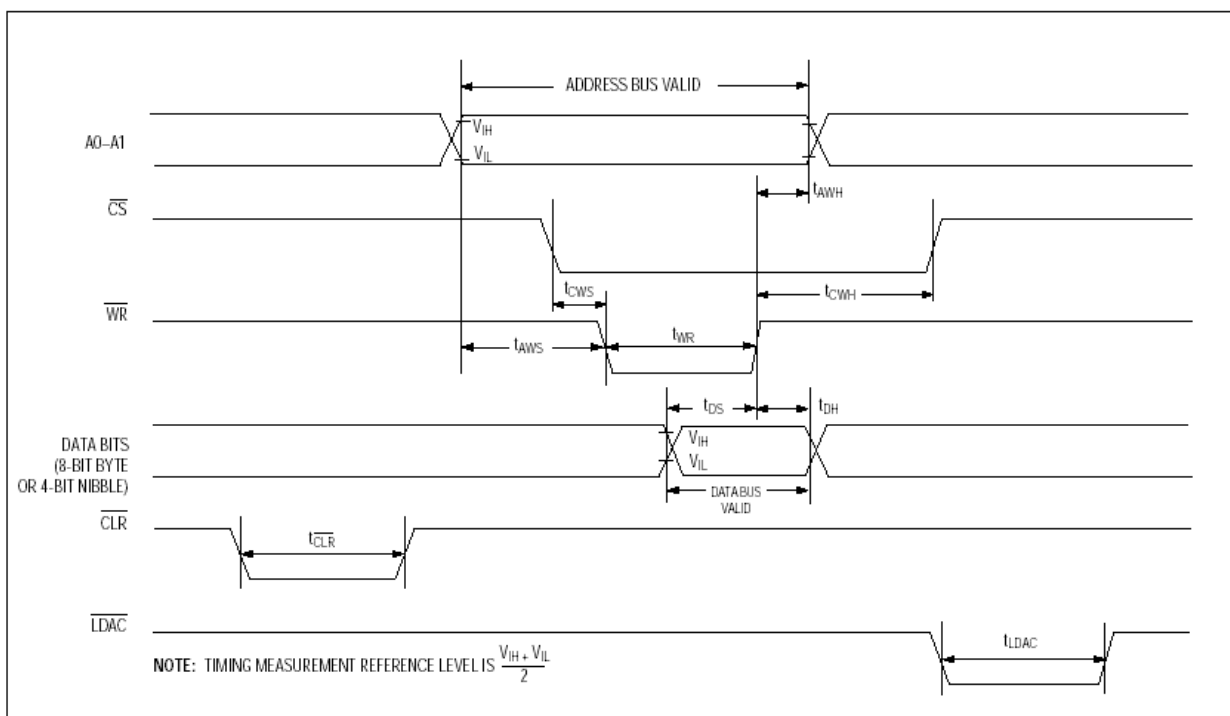 ADDRESS BUS VALID
A0–A1
VIH
VIL
tAWH
CS
tCWS
tCWH
WR
tAWS
tWR
tDS
tDH
DATA BITS
(8-BIT BYTE
OR 4-BIT NIBBLE)
VIH
VIL
DATA BUS
VALID
CLR
tCLR
LDAC
tLDAC
NOTE: TIMING MEASUREMENT REFERENCE LEVEL IS VIH + VIL
2